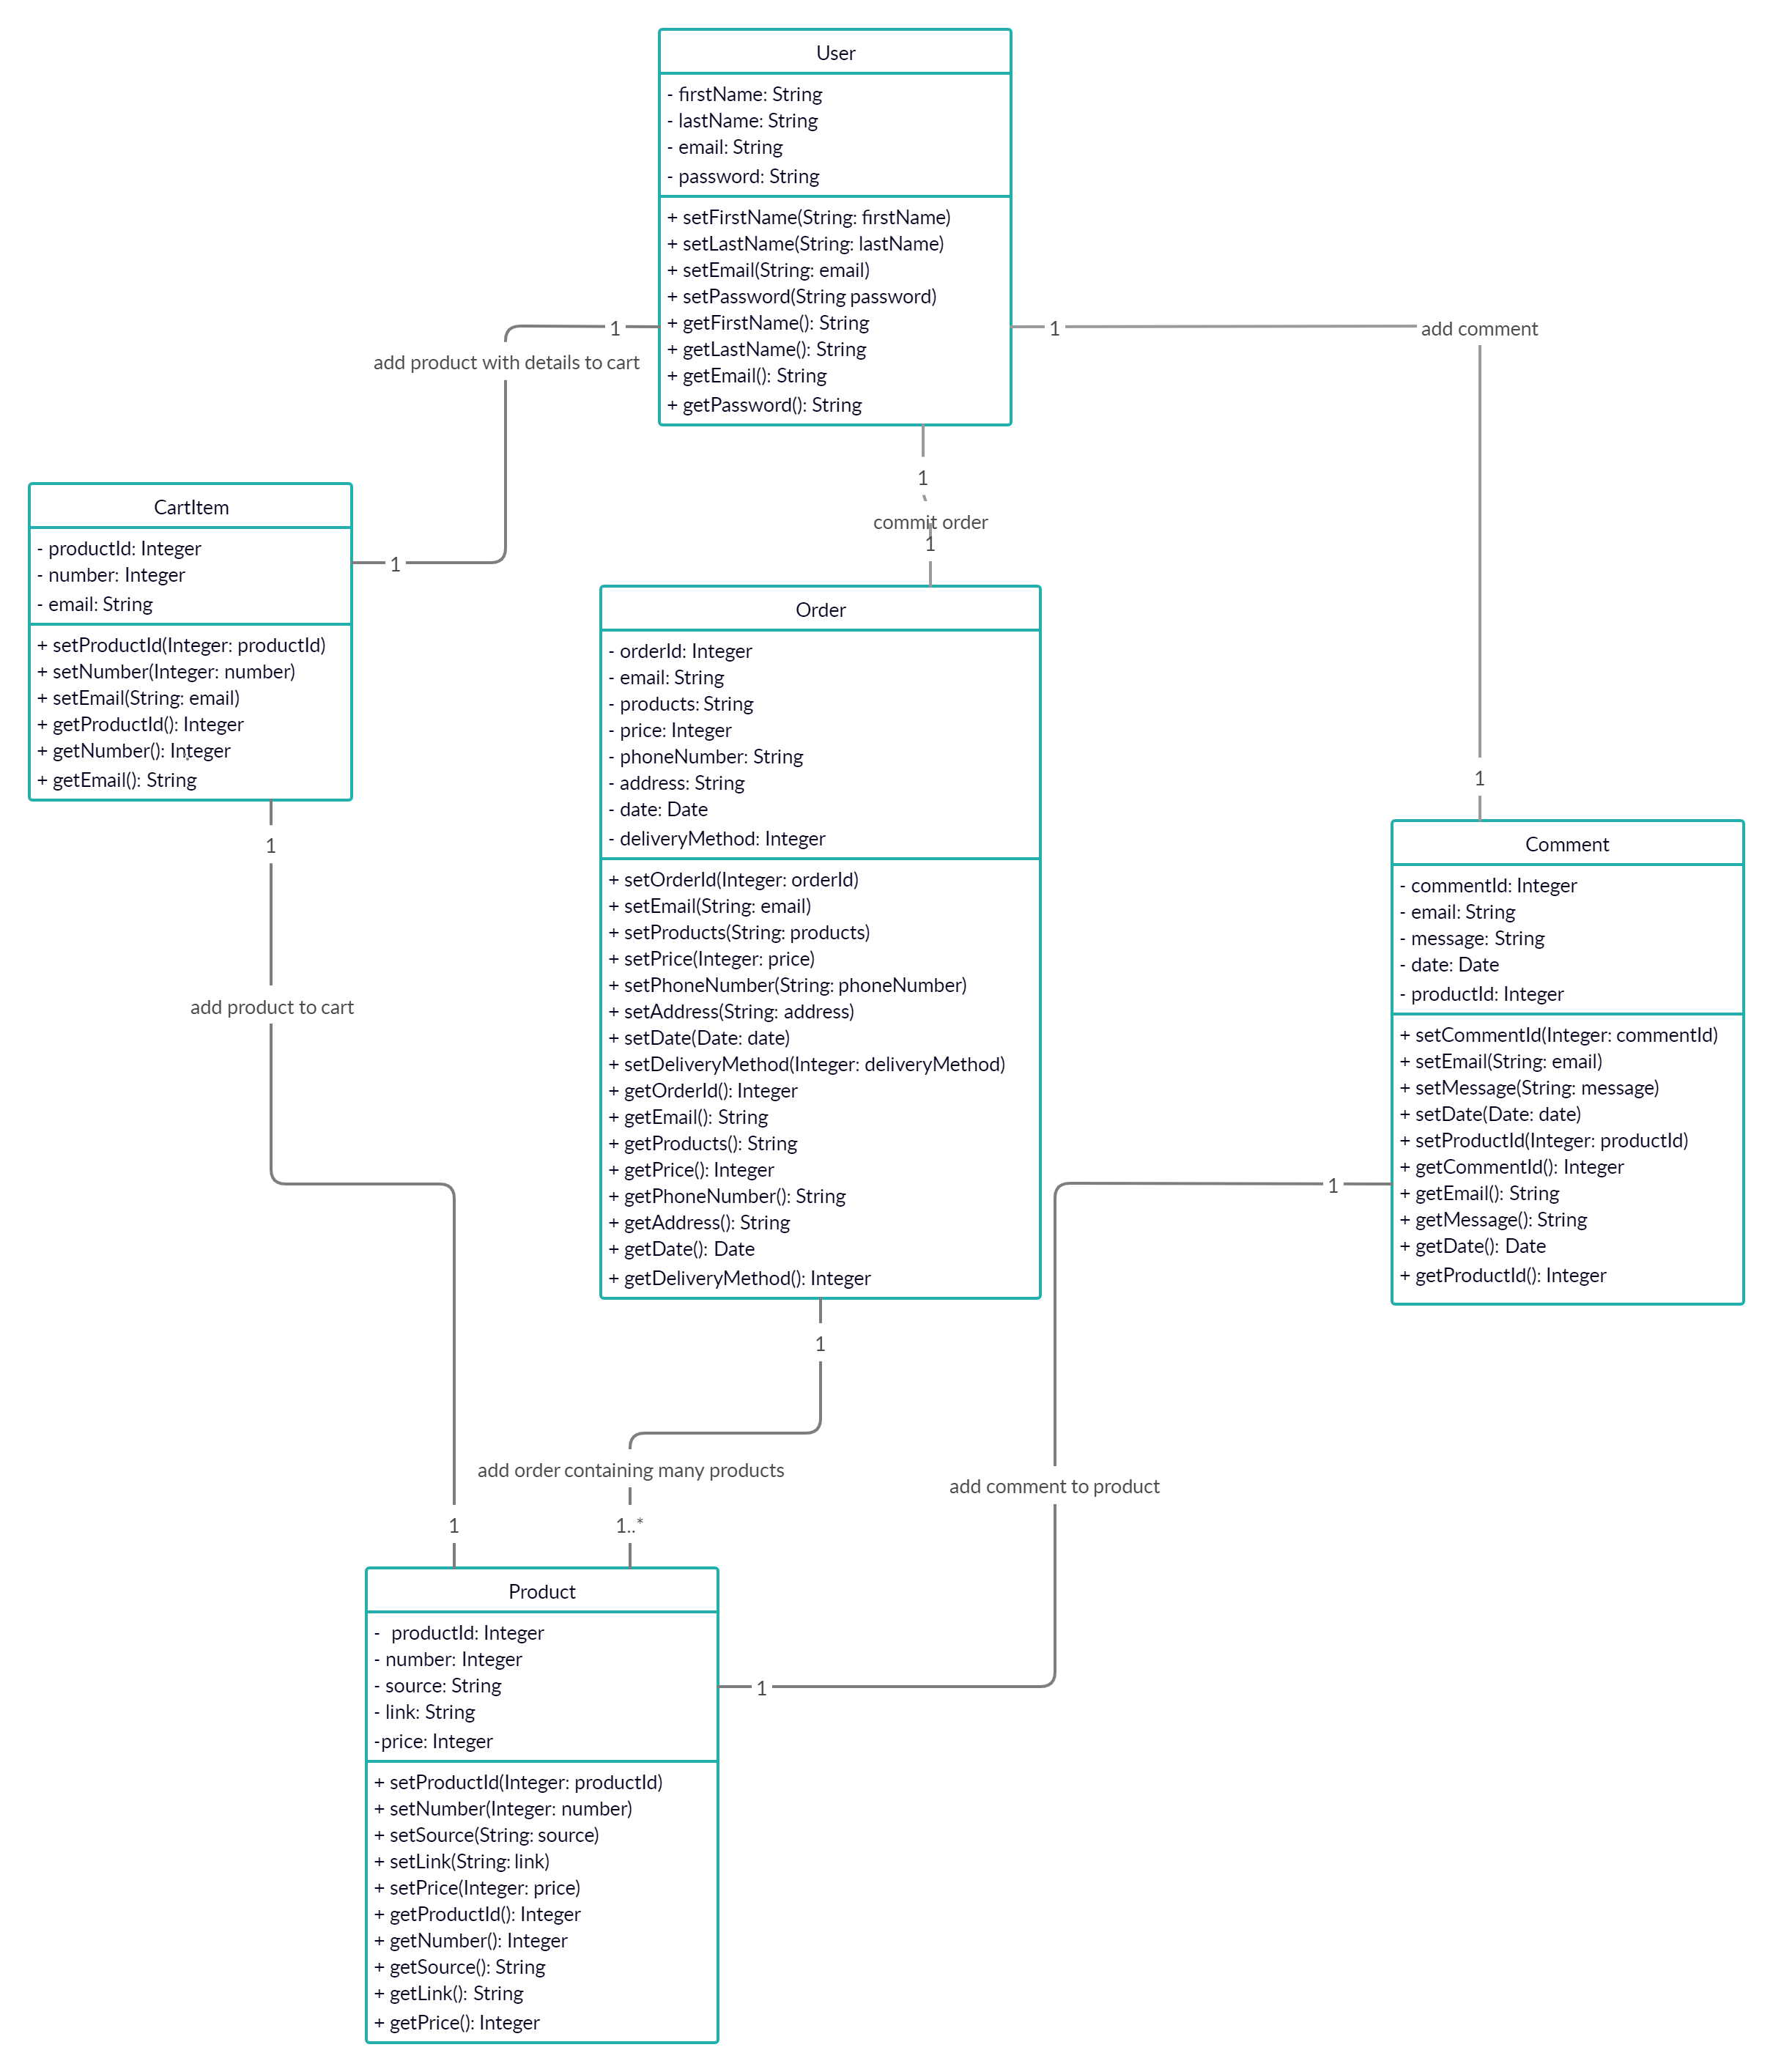 User
- firstName: String
- lastName: String
- email: String
- password: String
+ setFirstName(String: firstName)
+ setLastName(String: lastName)
+ setEmail(String: email)
+ setPassword(String password)
+ getFirstName(): String
+ getLastName(): String
+ getEmail(): String
+ getPassword(): String
1
add product with details to cart
1
1
add comment
1
1
commit order
1
CartItem
- productId: Integer
- number: Integer
- email: String
+ setProductId(Integer: productId)
+ setNumber(Integer: number)
+ setEmail(String: email)
+ getProductId(): Integer
+ getNumber(): Integer
+ getEmail(): String
1
add product to cart
1
Order
- orderId: Integer
- email: String
- products: String
- price: Integer
- phoneNumber: String
- address: String
- date: Date
- deliveryMethod: Integer
+ setOrderId(Integer: orderId)
+ setEmail(String: email)
+ setProducts(String: products)
+ setPrice(Integer: price)
+ setPhoneNumber(String: phoneNumber)
+ setAddress(String: address)
+ setDate(Date: date)
+ setDeliveryMethod(Integer: deliveryMethod)
+ getOrderId(): Integer
+ getEmail(): String
+ getProducts(): String
+ getPrice(): Integer
+ getPhoneNumber(): String
+ getAddress(): String
+ getDate(): Date
+ getDeliveryMethod(): Integer
1
add order containing many products
1..*
Comment
- commentId: Integer
- email: String
- message: String
- date: Date
- productId: Integer
+ setCommentId(Integer: commentId)
+ setEmail(String: email)
+ setMessage(String: message)
+ setDate(Date: date)
+ setProductId(Integer: productId)
+ getCommentId(): Integer
+ getEmail(): String
+ getMessage(): String
+ getDate(): Date
+ getProductId(): Integer
1
add comment to product
1
Product
- productId: Integer
- number: Integer
- source: String
- link: String
-price: Integer
+ setProductId(Integer: productId)
+ setNumber(Integer: number)
+ setSource(String: source)
+ setLink(String: link)
+ setPrice(Integer: price)
+ getProductId(): Integer
+ getNumber(): Integer
+ getSource(): String
+ getLink(): String
+ getPrice(): Integer